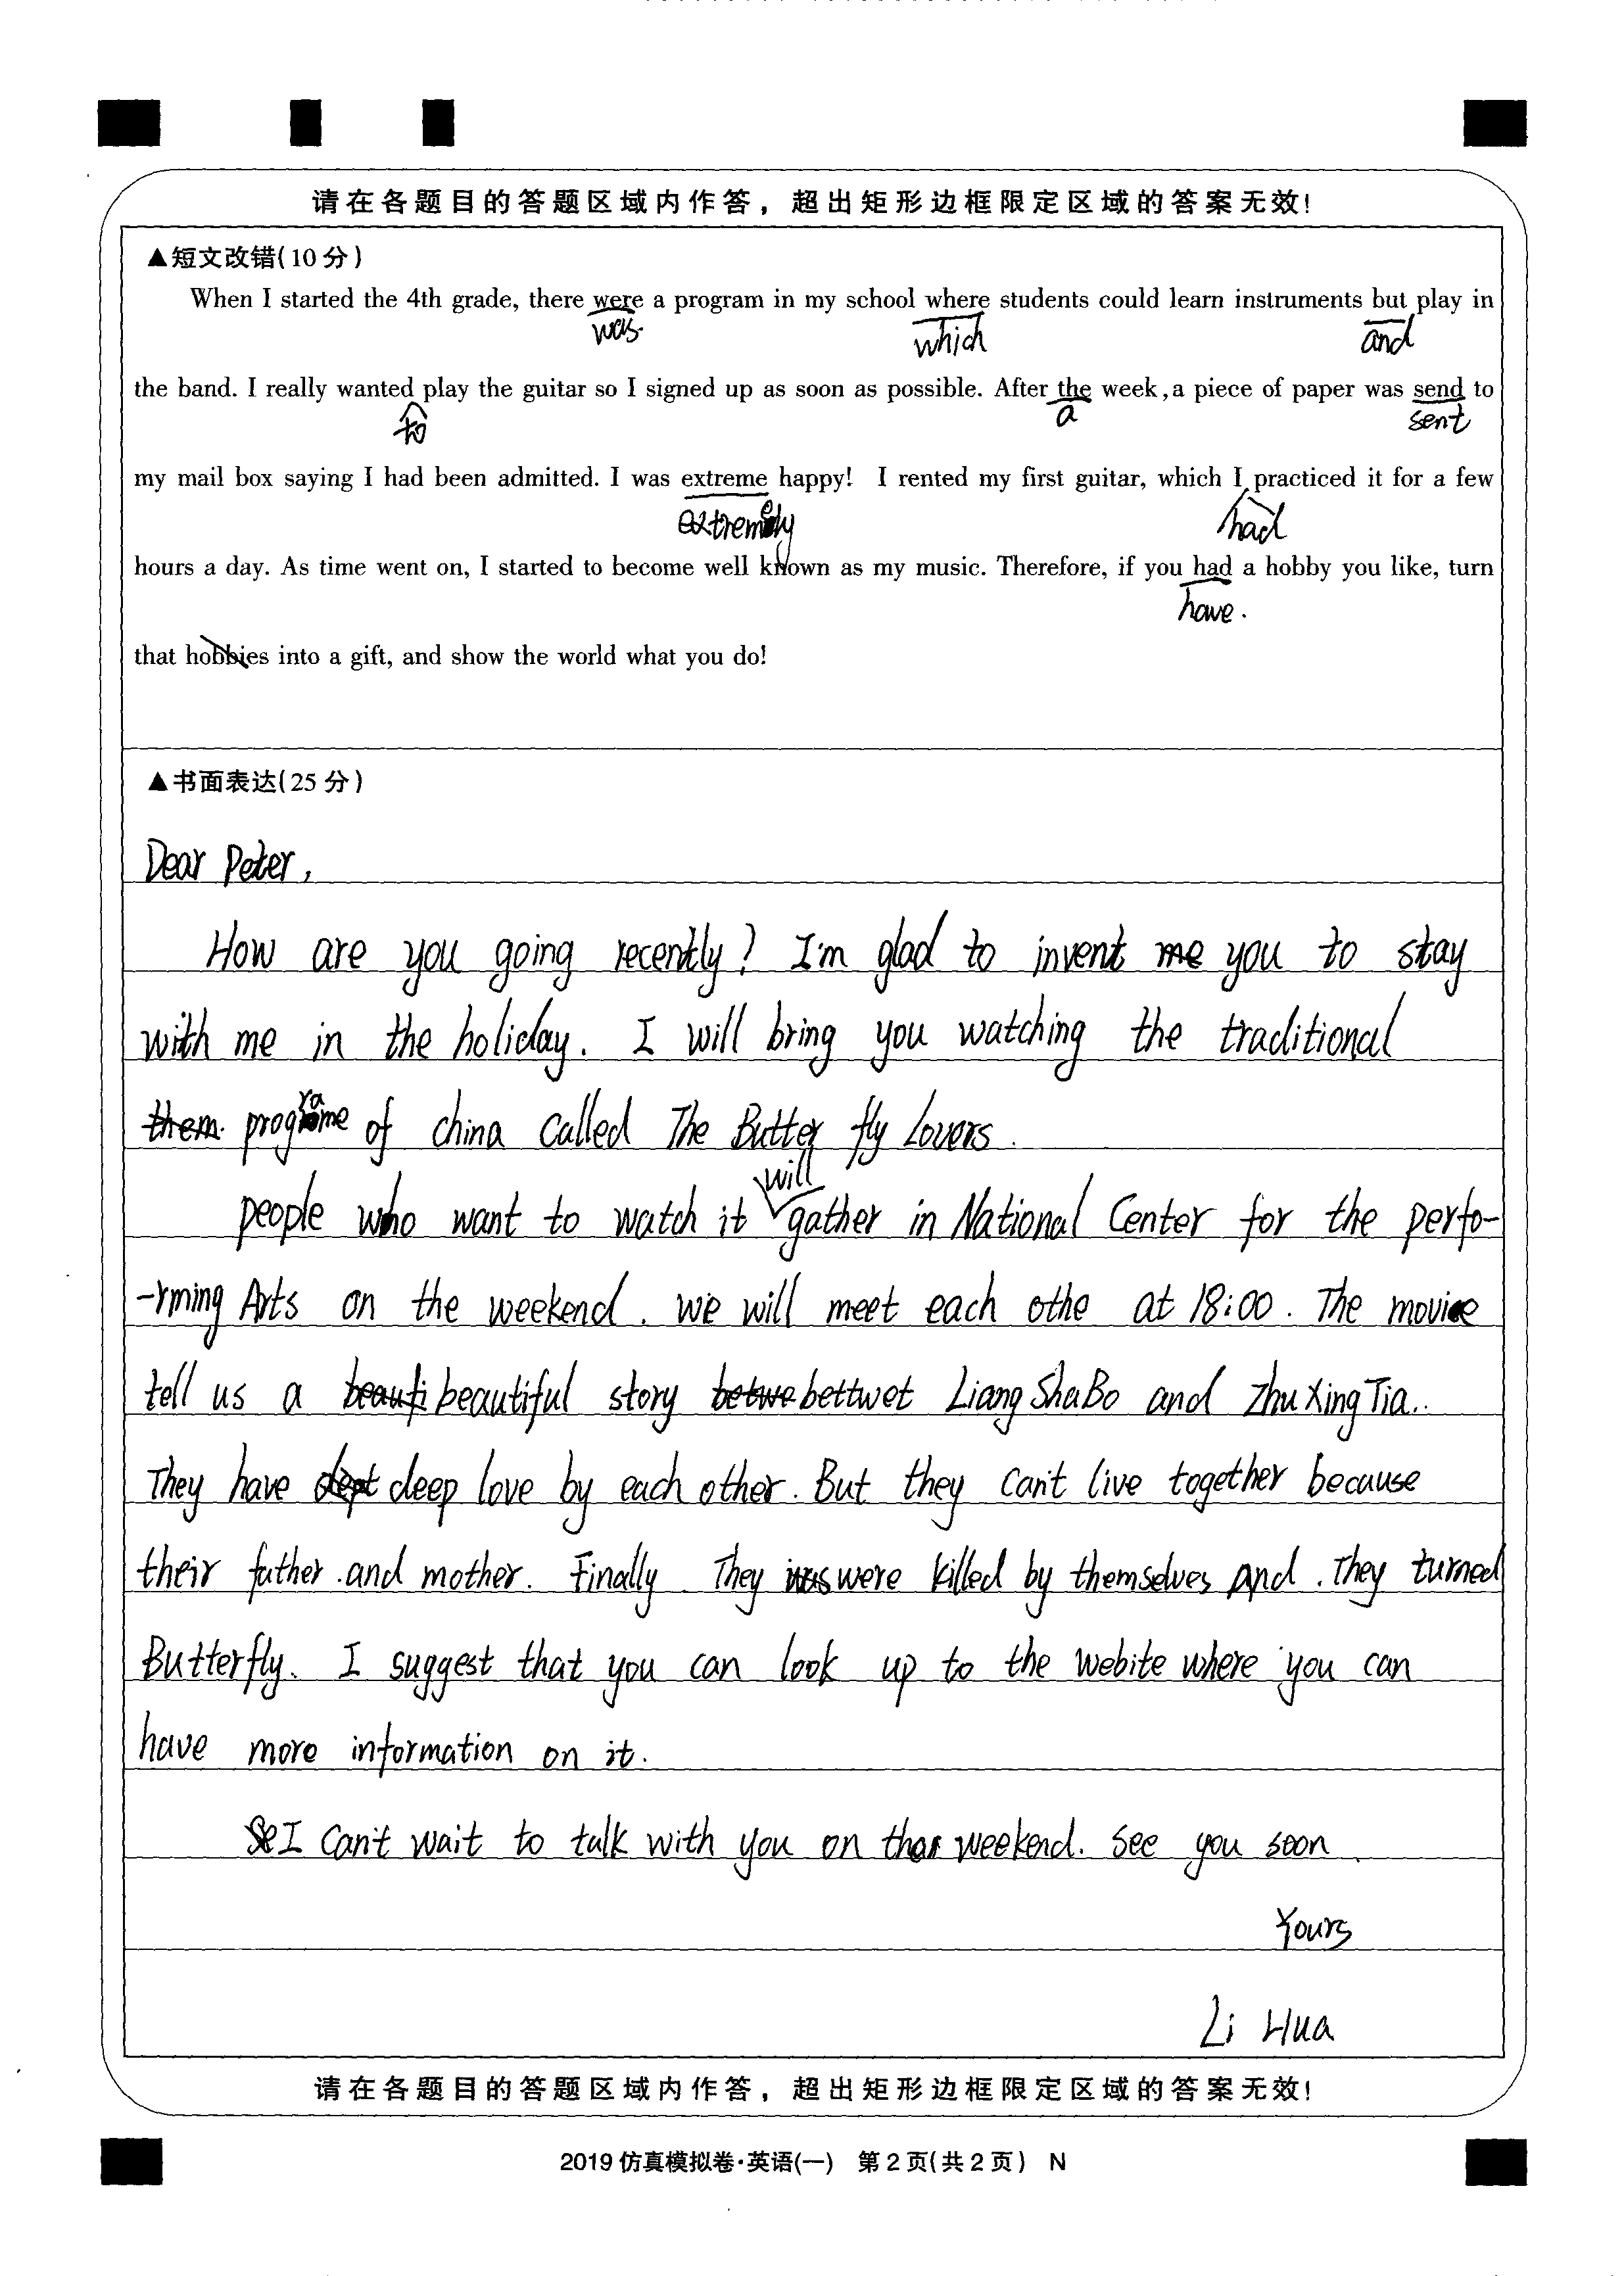 请在各题目的答题区域内作答，超出矩形边框限定区域的答案无效！
▲短文改错(10分)
When I started the 4th grade, there were a program in my school where students could learn instruments but play in
was. which and
the band. I really wanted play the guitar so I signed up as soon as possible. After the week, a piece of paper was send to
to a sent
my mail box saying I had been admitted. I was extreme happy! I rented my first guitar, which I practiced it for a few
extremely had
hours a day. As time went on, I started to become well known as my music. Therefore, if you had a hobby you like, turn
have.
that hobbies into a gift, and show the world what you do!
▲书面表达(25分)
Dear Peter,
How are you going recently? I'm glad to invent me you to stay
with me in the holiday. I will bring you watching the traditional
them programe of china called The Butter fly Lovers.
will
people who want to watch it gather in National Center for the perfo-
-rming Arts on the weekend. we will meet each othe at 18:00. The movie
tell us a beauti beautiful story betwe bettwet Liang ShaBo and Zhu Xing Tia..
They have dept deep love by each other. But they can't live together because
their father.and mother. Finally. They was were killed by themselves and. They turned
Butterfly. I suggest that you can look up to the webite where you can
have more information on it.
Se I can't wait to talk with you on weekend. See you soon.
Yours
Li Hua
请在各题目的答题区域内作答，超出矩形边框限定区域的答案无效！
2019仿真模拟卷·英语(一) 第2页(共2页) N